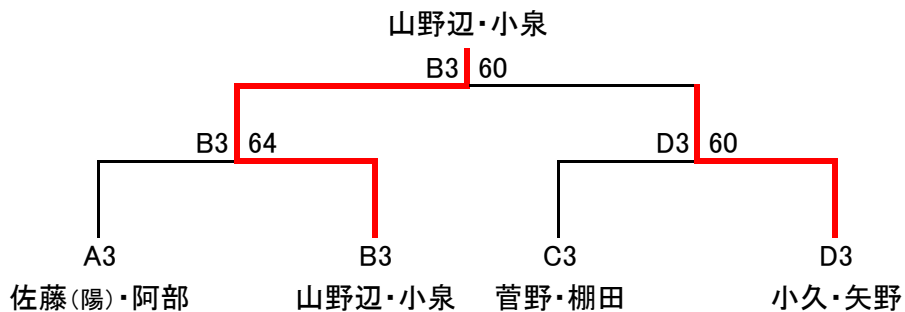 山野辺・小泉
B3 60
B3 64 D3 60
A3 B3 C3 D3
佐藤(陽)・阿部 山野辺・小泉 菅野・棚田 小久・矢野